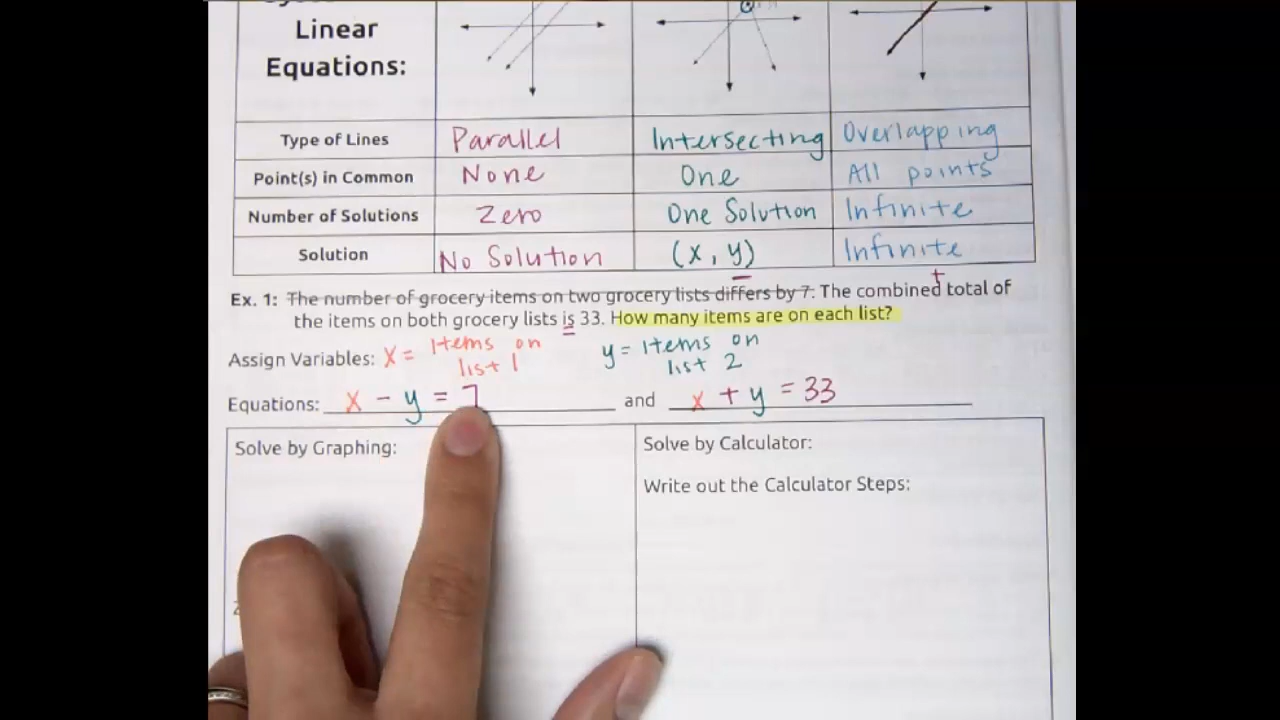 Linear
Equations:
Type of Lines Parallel Intersecting Overlapping
Point(s) in Common None One All points
Number of Solutions Zero One Solution Infinite
Solution No Solution (x, y) Infinite
− +
Ex. 1: The number of grocery items on two grocery lists differs by 7. The combined total of
the items on both grocery lists is 33. How many items are on each list?
=
Assign Variables: x = Items on y = Items on
list 1 list 2
Equations: x − y = 7 and x + y = 33
Solve by Graphing: Solve by Calculator:
Write out the Calculator Steps: